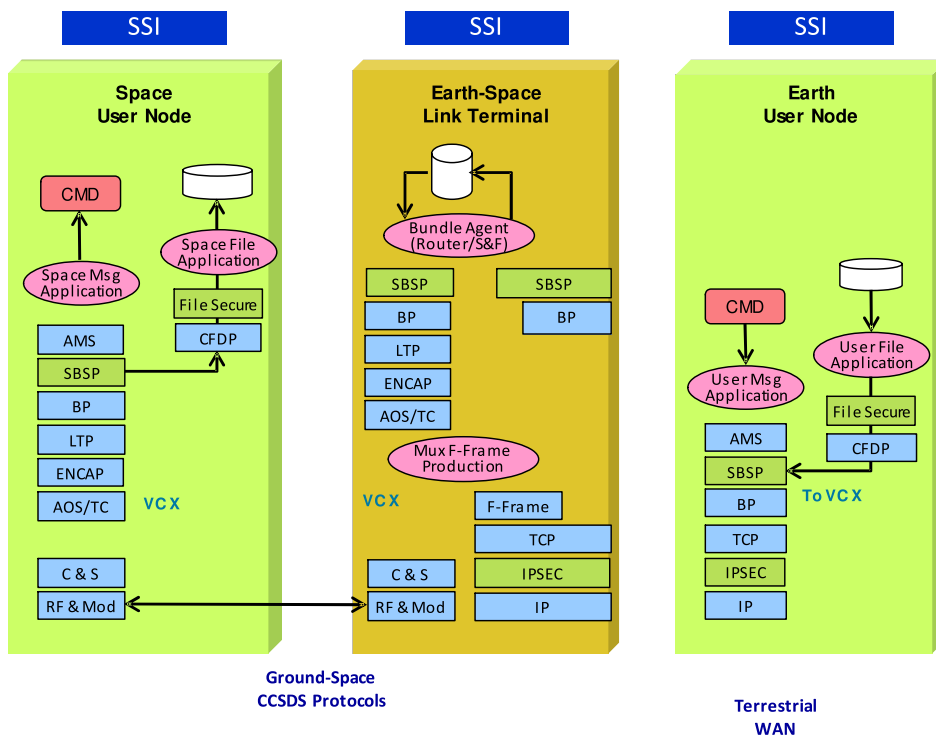 SSI
SSI
SSI
Space
User Node
CMD
Space File
Application
Space Msg
Application
File Secure
CFDP
AMS
SBSP
BP
LTP
ENCAP
AOS/TC
VCX
C & S
RF & Mod
Earth-Space
Link Terminal
Bundle Agent
(Router/S&F)
SBSP
SBSP
BP
BP
LTP
ENCAP
AOS/TC
Mux F-Frame
Production
VCX
F-Frame
TCP
C & S
IPSEC
RF & Mod
IP
Earth
User Node
CMD
User File
Application
User Msg
Application
File Secure
AMS
CFDP
SBSP
To VCX
BP
TCP
IPSEC
IP
Ground-Space
CCSDS Protocols
Terrestrial
WAN